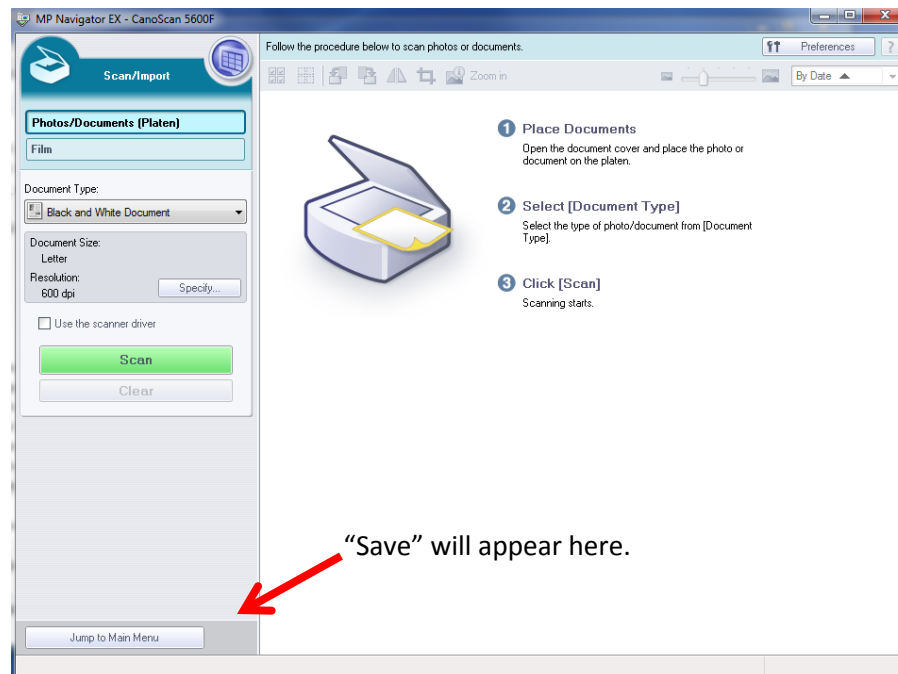 MP Navigator EX - CanoScan 5600F
Scan/Import
Follow the procedure below to scan photos or documents.
Preferences
?
Zoom in
By Date
Photos/Documents (Platen)
Film
Document Type:
Black and White Document
Document Size:
Letter
Resolution:
600 dpi
Specify...
Use the scanner driver
Scan
Clear
1 Place Documents
Open the document cover and place the photo or
document on the platen.
2 Select [Document Type]
Select the type of photo/document from [Document
Type].
3 Click [Scan]
Scanning starts.
“Save” will appear here.
Jump to Main Menu